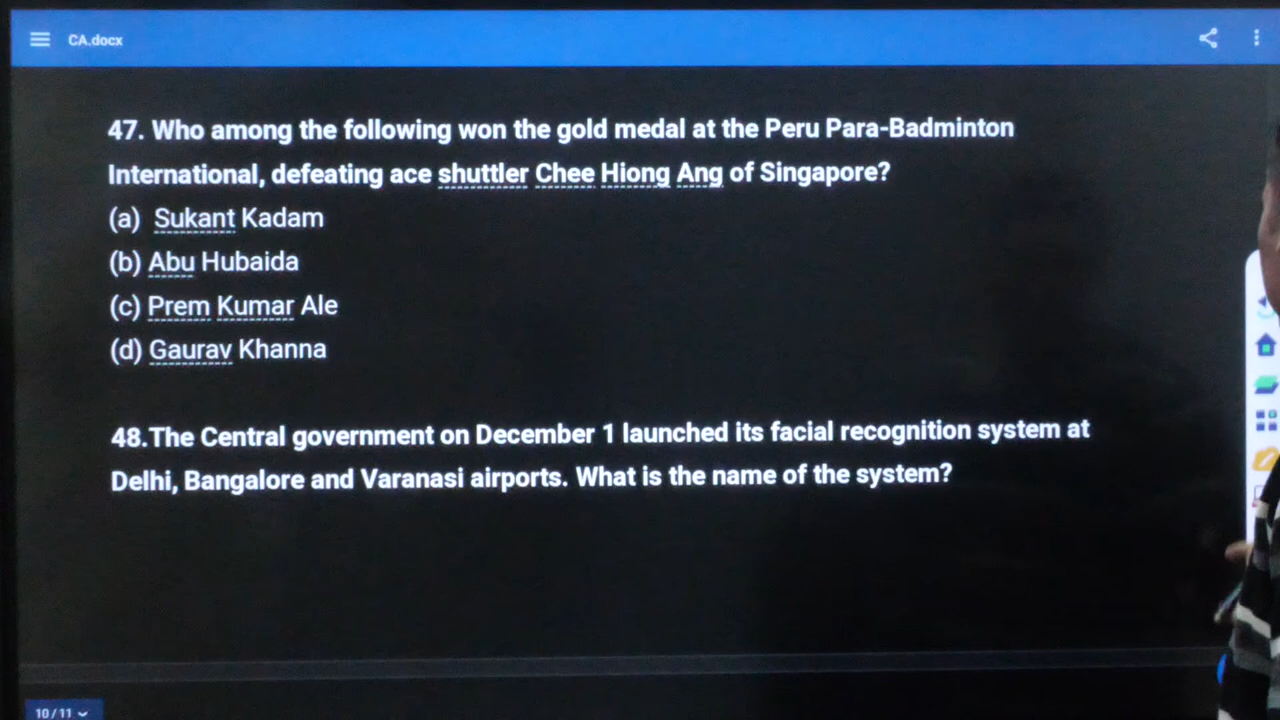 CA.docx
47. Who among the following won the gold medal at the Peru Para-Badminton
International, defeating ace shuttler Chee Hiong Ang of Singapore?
(a) Sukant Kadam
(b) Abu Hubaida
(c) Prem Kumar Ale
(d) Gaurav Khanna
48.The Central government on December 1 launched its facial recognition system at
Delhi, Bangalore and Varanasi airports. What is the name of the system?
10/11